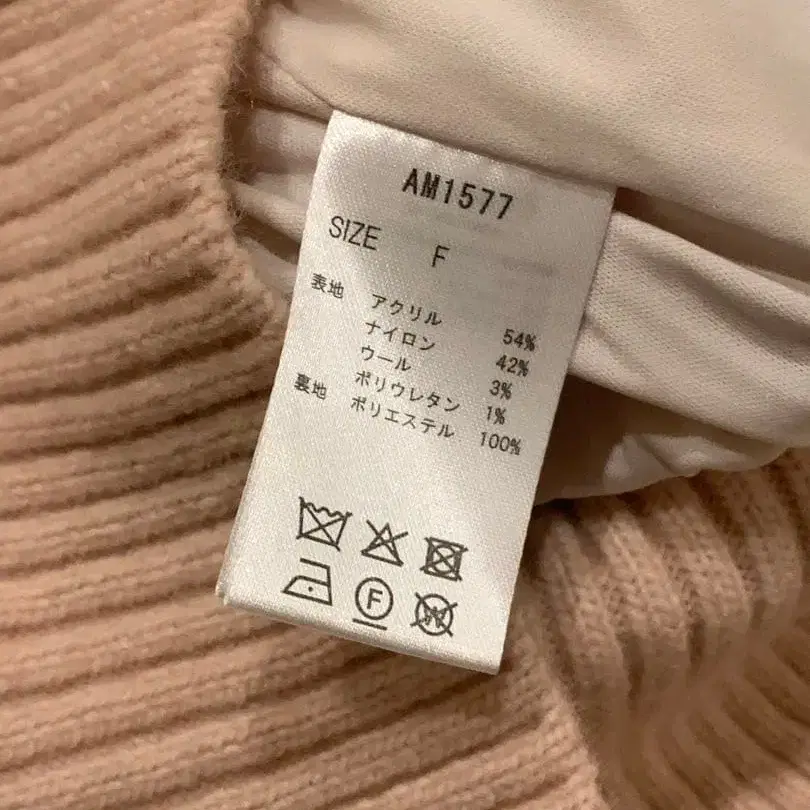 AM1577
SIZE F
表地 アクリル 54%
ナイロン 42%
ウール 3%
ポリウレタン 1%
裏地 ポリエステル 100%
F
W